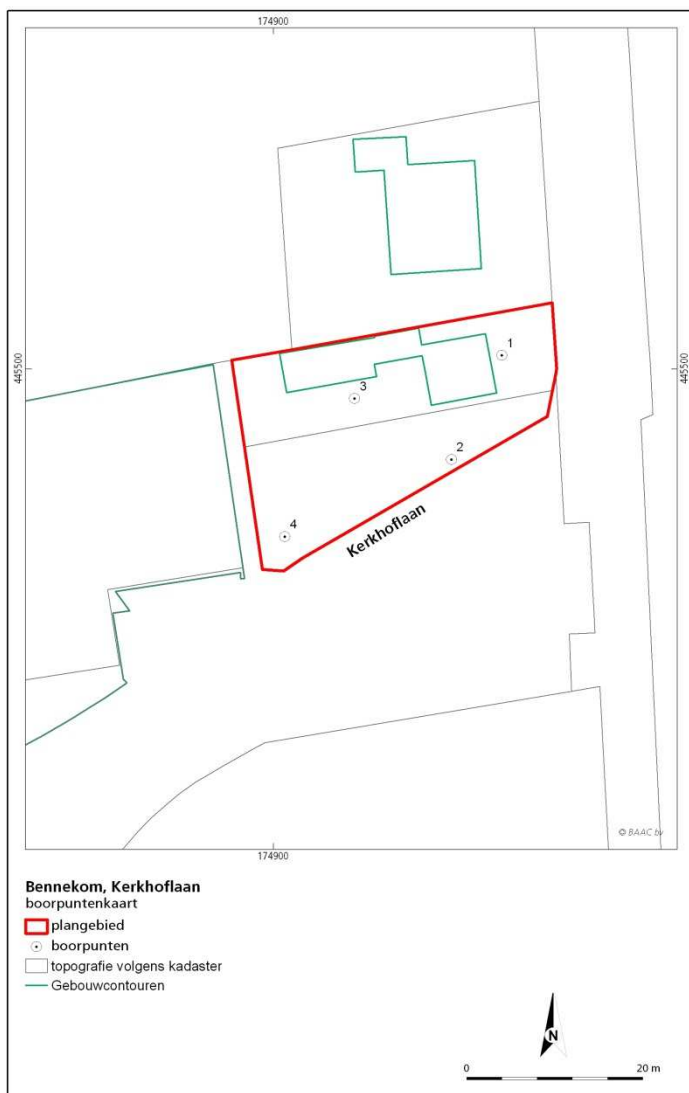 174900
445500
445500
1
3
2
4
Kerkhoflaan
© BAAC bv
174900
Bennekom, Kerkhoflaan
boorpuntenkaart
plangebied
boorpunten
topografie volgens kadaster
Gebouwcontouren
N
0 20 m